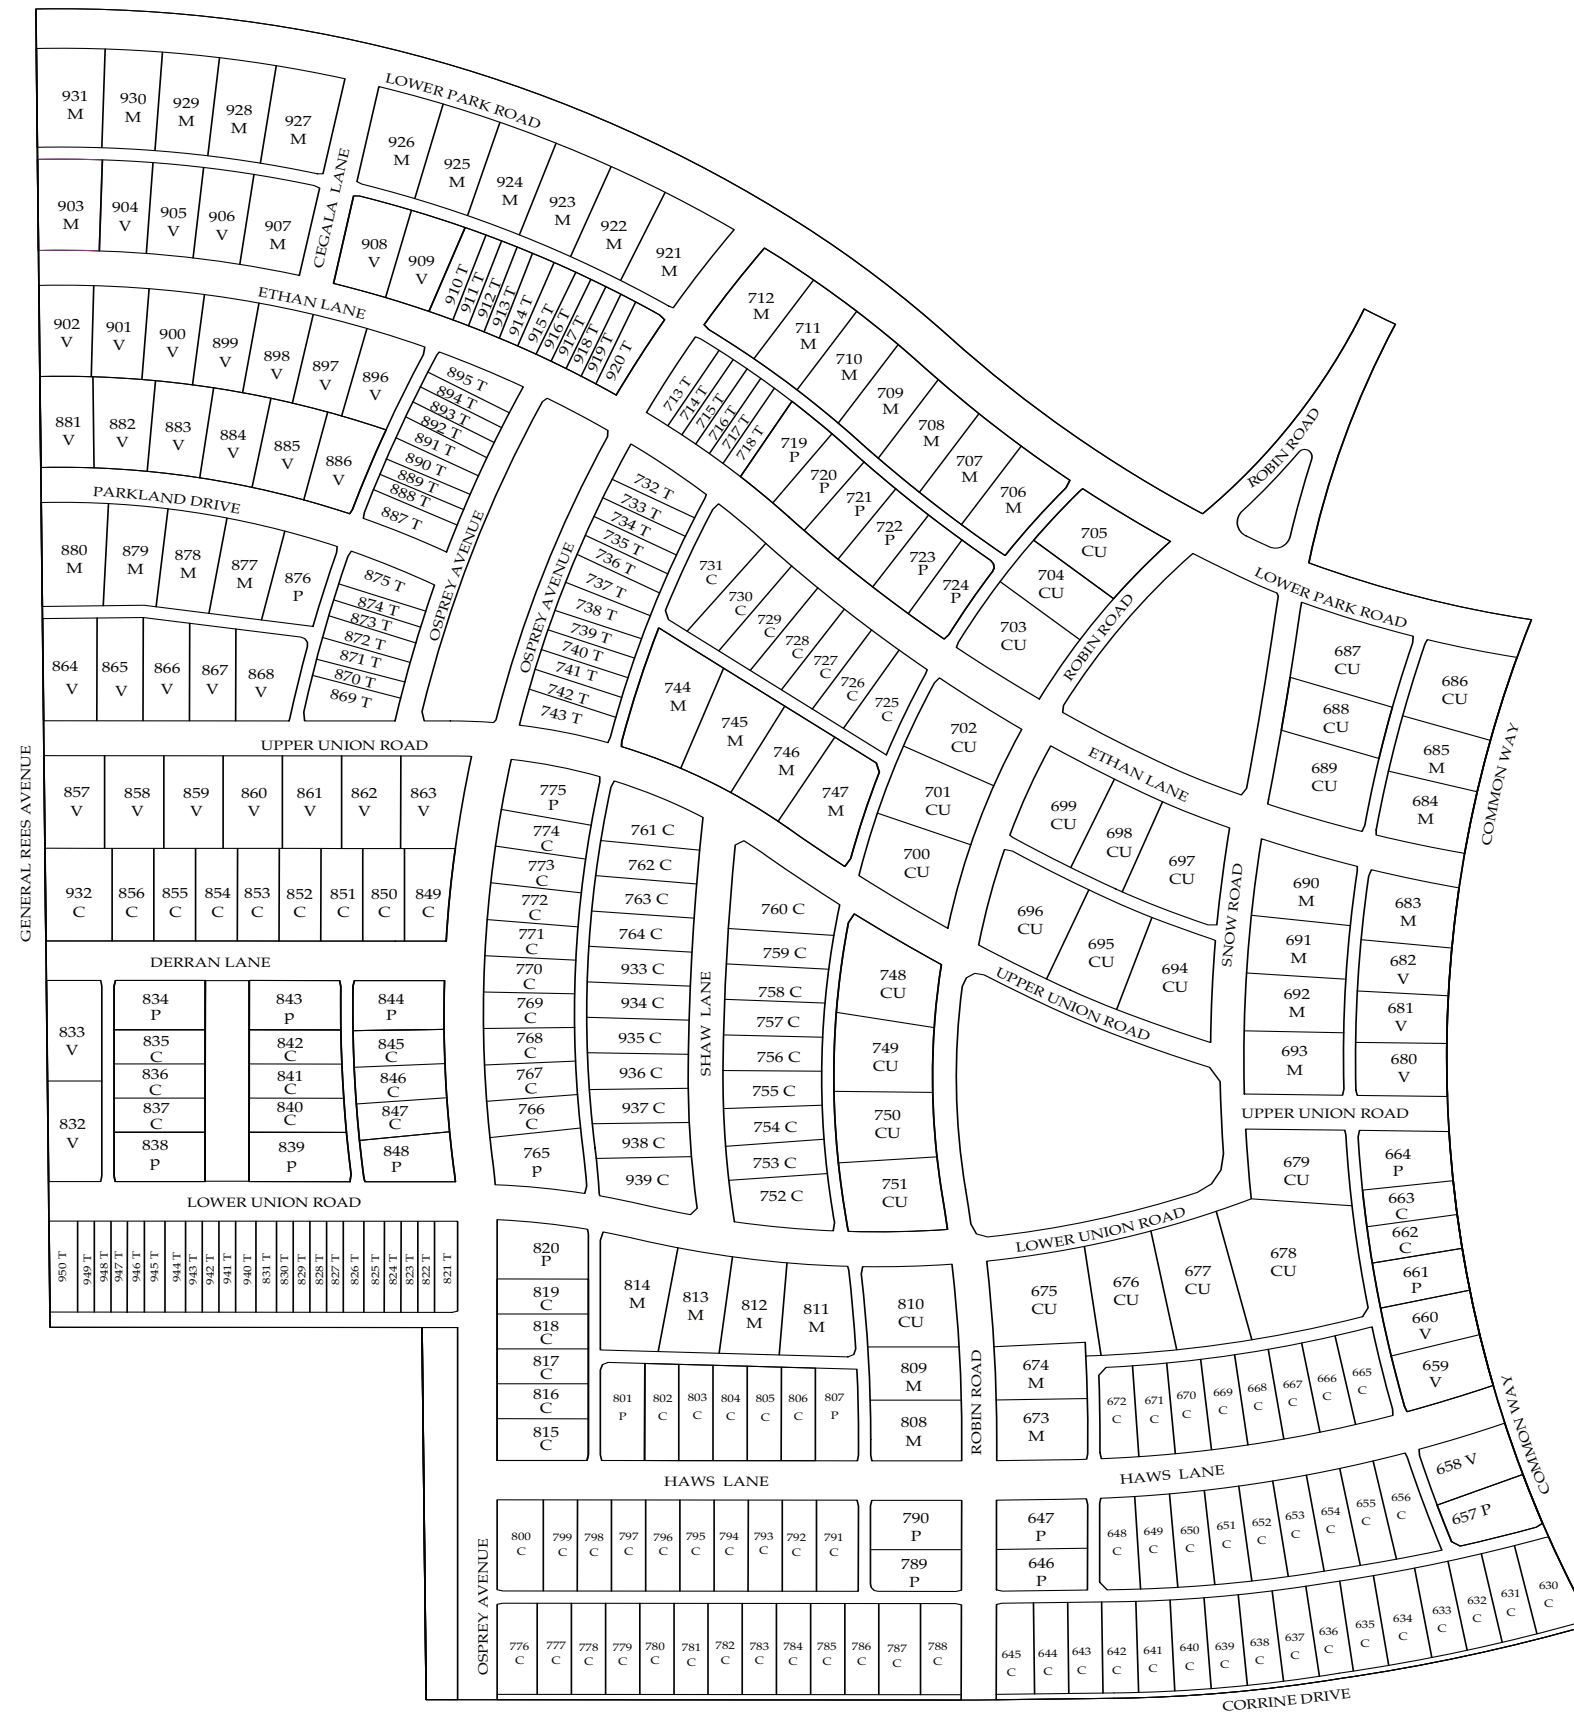 LOWER PARK ROAD
931
M
930
M
929
M
928
M
927
M
926
M
925
M
924
M
923
M
922
M
921
M
CEGALA LANE
903
M
904
V
905
V
906
V
907
M
908
V
909
V
910 T
911 T
912 T
913 T
914 T
915 T
916 T
917 T
918 T
919 T
920 T
ETHAN LANE
902
V
901
V
900
V
899
V
898
V
897
V
896
V
895 T
894 T
893 T
892 T
891 T
890 T
889 T
888 T
887 T
881
V
882
V
883
V
884
V
885
V
886
V
PARKLAND DRIVE
880
M
879
M
878
M
877
M
876
P
875 T
874 T
873 T
872 T
871 T
870 T
869 T
864
V
865
V
866
V
867
V
868
V
OSPREY AVENUE
OSPREY AVENUE
712
M
711
M
710
M
709
M
708
M
707
M
706
M
713 T
714 T
715 T
716 T
717 T
718 T
719
P
720
P
721
P
722
P
723
P
724
P
732 T
733 T
734 T
735 T
736 T
737 T
738 T
739 T
740 T
741 T
742 T
743 T
731
C
730
C
729
C
728
C
727
C
726
C
725
C
744
M
745
M
746
M
747
M
705
CU
704
CU
703
CU
ROBIN ROAD
ROBIN ROAD
LOWER PARK ROAD
687
CU
688
CU
689
CU
686
CU
685
M
684
M
COMMON WAY
702
CU
701
CU
700
CU
ETHAN LANE
699
CU
698
CU
697
CU
696
CU
695
CU
694
CU
SNOW ROAD
690
M
691
M
692
M
693
M
683
M
682
V
681
V
680
V
UPPER UNION ROAD
GENERAL REES AVENUE
857
V
858
V
859
V
860
V
861
V
862
V
863
V
932
C
856
C
855
C
854
C
853
C
852
C
851
C
850
C
849
C
DERRAN LANE
833
V
832
V
834
P
835
C
836
C
837
C
838
P
843
P
842
C
841
C
840
C
839
P
844
P
845
C
846
C
847
C
848
P
775
P
774
C
773
C
772
C
771
C
770
C
769
C
768
C
767
C
766
C
765
P
761 C
762 C
763 C
764 C
933 C
934 C
935 C
936 C
937 C
938 C
939 C
SHAW LANE
760 C
759 C
758 C
757 C
756 C
755 C
754 C
753 C
752 C
748
CU
749
CU
750
CU
751
CU
UPPER UNION ROAD
UPPER UNION ROAD
LOWER UNION ROAD
679
CU
664
P
663
C
662
C
661
P
660
V
659
V
LOWER UNION ROAD
950 T
949 T
948 T
947 T
946 T
945 T
944 T
943 T
942 T
941 T
940 T
831 T
830 T
829 T
828 T
827 T
826 T
825 T
824 T
823 T
822 T
821 T
820
P
819
C
818
C
817
C
816
C
815
C
814
M
813
M
812
M
811
M
801
P
802
C
803
C
804
C
805
C
806
C
807
P
810
CU
809
M
808
M
ROBIN ROAD
675
CU
676
CU
677
CU
678
CU
674
M
673
M
672
C
671
C
670
C
669
C
668
C
667
C
666
C
665
C
HAWS LANE
HAWS LANE
COMMON WAY
658 V
657 P
OSPREY AVENUE
800
C
799
C
798
C
797
C
796
C
795
C
794
C
793
C
792
C
791
C
790
P
789
P
647
P
646
P
648
C
649
C
650
C
651
C
652
C
653
C
654
C
655
C
656
C
776
C
777
C
778
C
779
C
780
C
781
C
782
C
783
C
784
C
785
C
786
C
787
C
788
C
645
C
644
C
643
C
642
C
641
C
640
C
639
C
638
C
637
C
636
C
635
C
634
C
633
C
632
C
631
C
630
C
CORRINE DRIVE